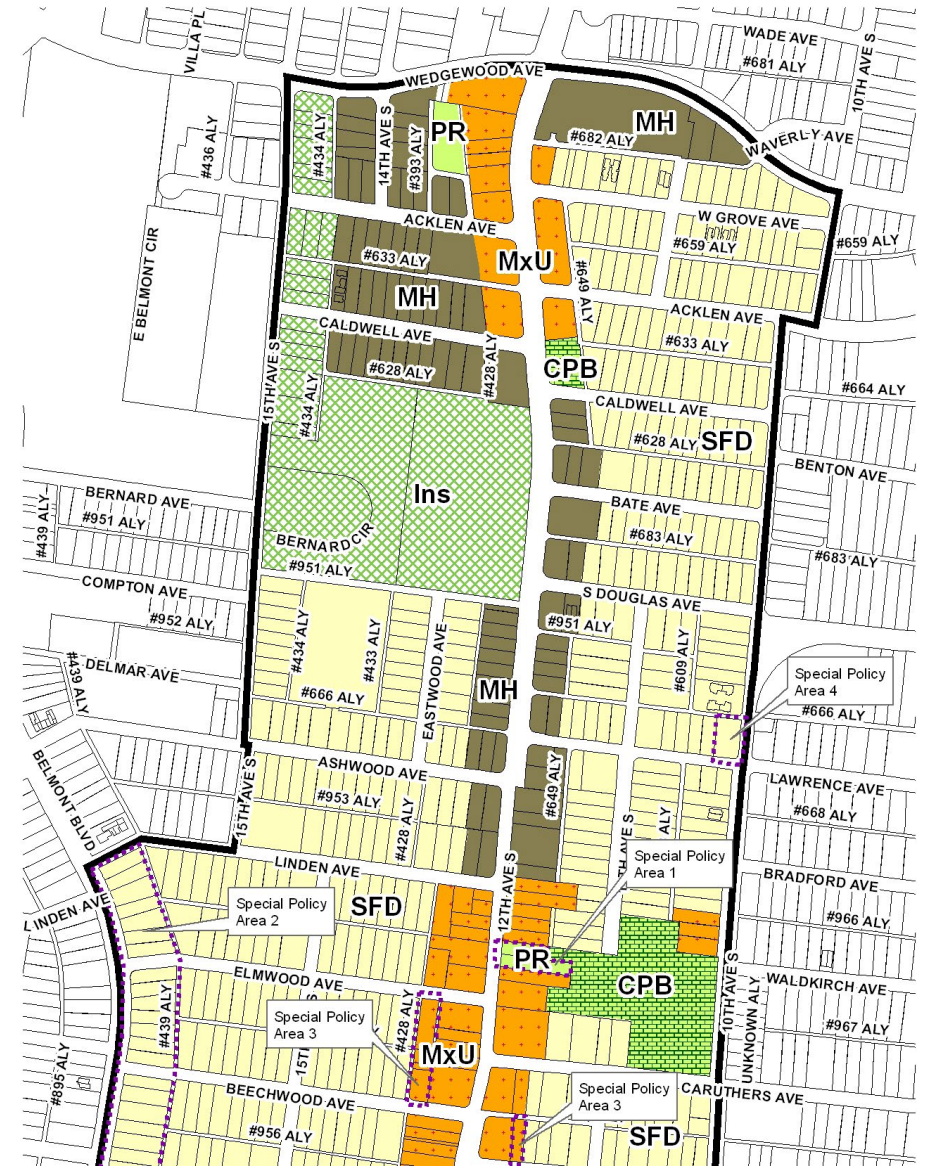 VILLA PL
WADE AVE
#681 ALY
10TH AVE S
WEDGEWOOD AVE
#436 ALY
#434 ALY
14TH AVE S
#393 ALY
PR
MH
#682 ALY
WAVERLY AVE
W GROVE AVE
#659 ALY
#659 ALY
ACKLEN AVE
E BELMONT CIR
#633 ALY
MxU
#649 ALY
MH
ACKLEN AVE
CALDWELL AVE
#633 ALY
#628 ALY
#428 ALY
CPB
#664 ALY
15TH AVE S
#434 ALY
CALDWELL AVE
#628 ALY
SFD
BENTON AVE
Ins
BERNARD AVE
#951 ALY
#439 ALY
BATE AVE
#683 ALY
BERNARD CIR
#951 ALY
#683 ALY
COMPTON AVE
#952 ALY
S DOUGLAS AVE
#951 ALY
#434 ALY
#433 ALY
EASTWOOD AVE
#609 ALY
#439 ALY
DELMAR AVE
#666 ALY
MH
Special Policy
Area 4
#666 ALY
BELMONT BLVD
15TH AVE S
ASHWOOD AVE
#953 ALY
#428 ALY
#649 ALY
TH AVE S
ALY
LAWRENCE AVE
#668 ALY
LINDEN AVE
12TH AVE S
Special Policy
Area 1
BRADFORD AVE
LINDEN AVE
Special Policy
Area 2
SFD
#966 ALY
PR
CPB
ELMWOOD AVE
10TH AVE S
WALDKIRCH AVE
#439 ALY
Special Policy
Area 3
15T
S
#428 ALY
MxU
UNKNOWN ALY
#967 ALY
#895 ALY
BEECHWOOD AVE
Special Policy
Area 3
CARUTHERS AVE
#956 ALY
SFD